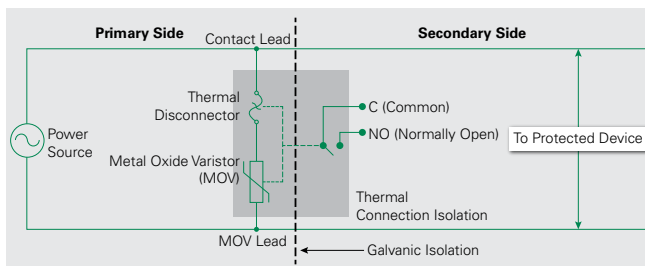 Primary Side
Secondary Side
Contact Lead
Thermal
Disconnector
C (Common)
NO (Normally Open)
Power
Source
To Protected Device
Metal Oxide Varistor
(MOV)
Thermal
Connection Isolation
MOV Lead
Galvanic Isolation